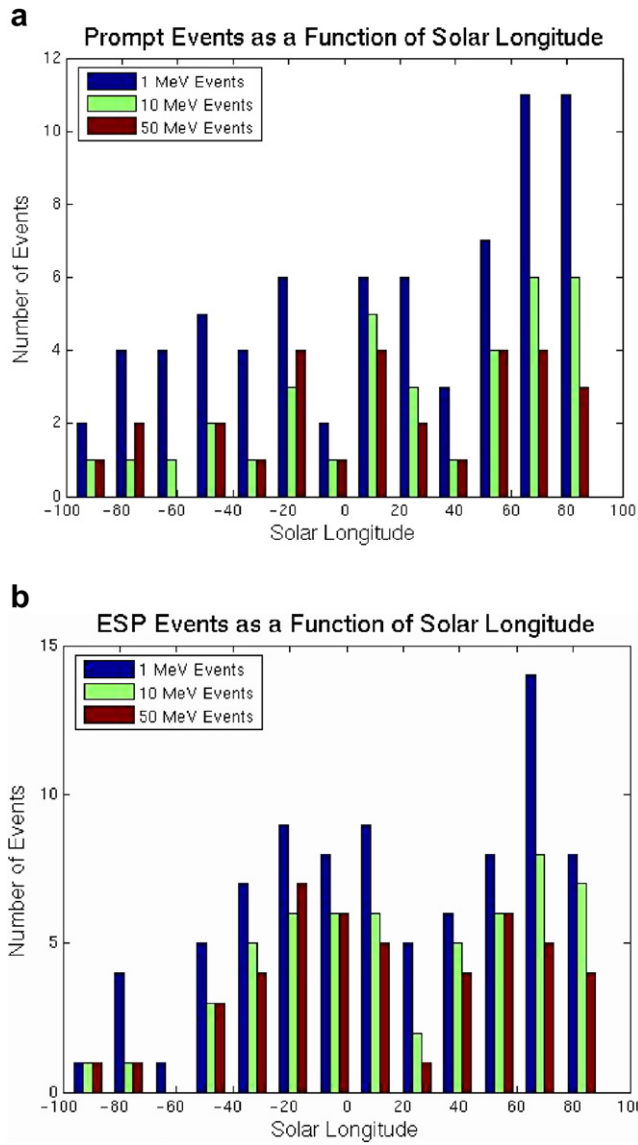 a
Prompt Events as a Function of Solar Longitude
12
10
8
6
4
2
0
Number of Events
1 MeV Events
10 MeV Events
50 MeV Events
-100 -80 -60 -40 -20 0 20 40 60 80 100
Solar Longitude
b
ESP Events as a Function of Solar Longitude
15
10
5
0
Number of Events
1 MeV Events
10 MeV Events
50 MeV Events
-100 -80 -60 -40 -20 0 20 40 60 80 100
Solar Longitude